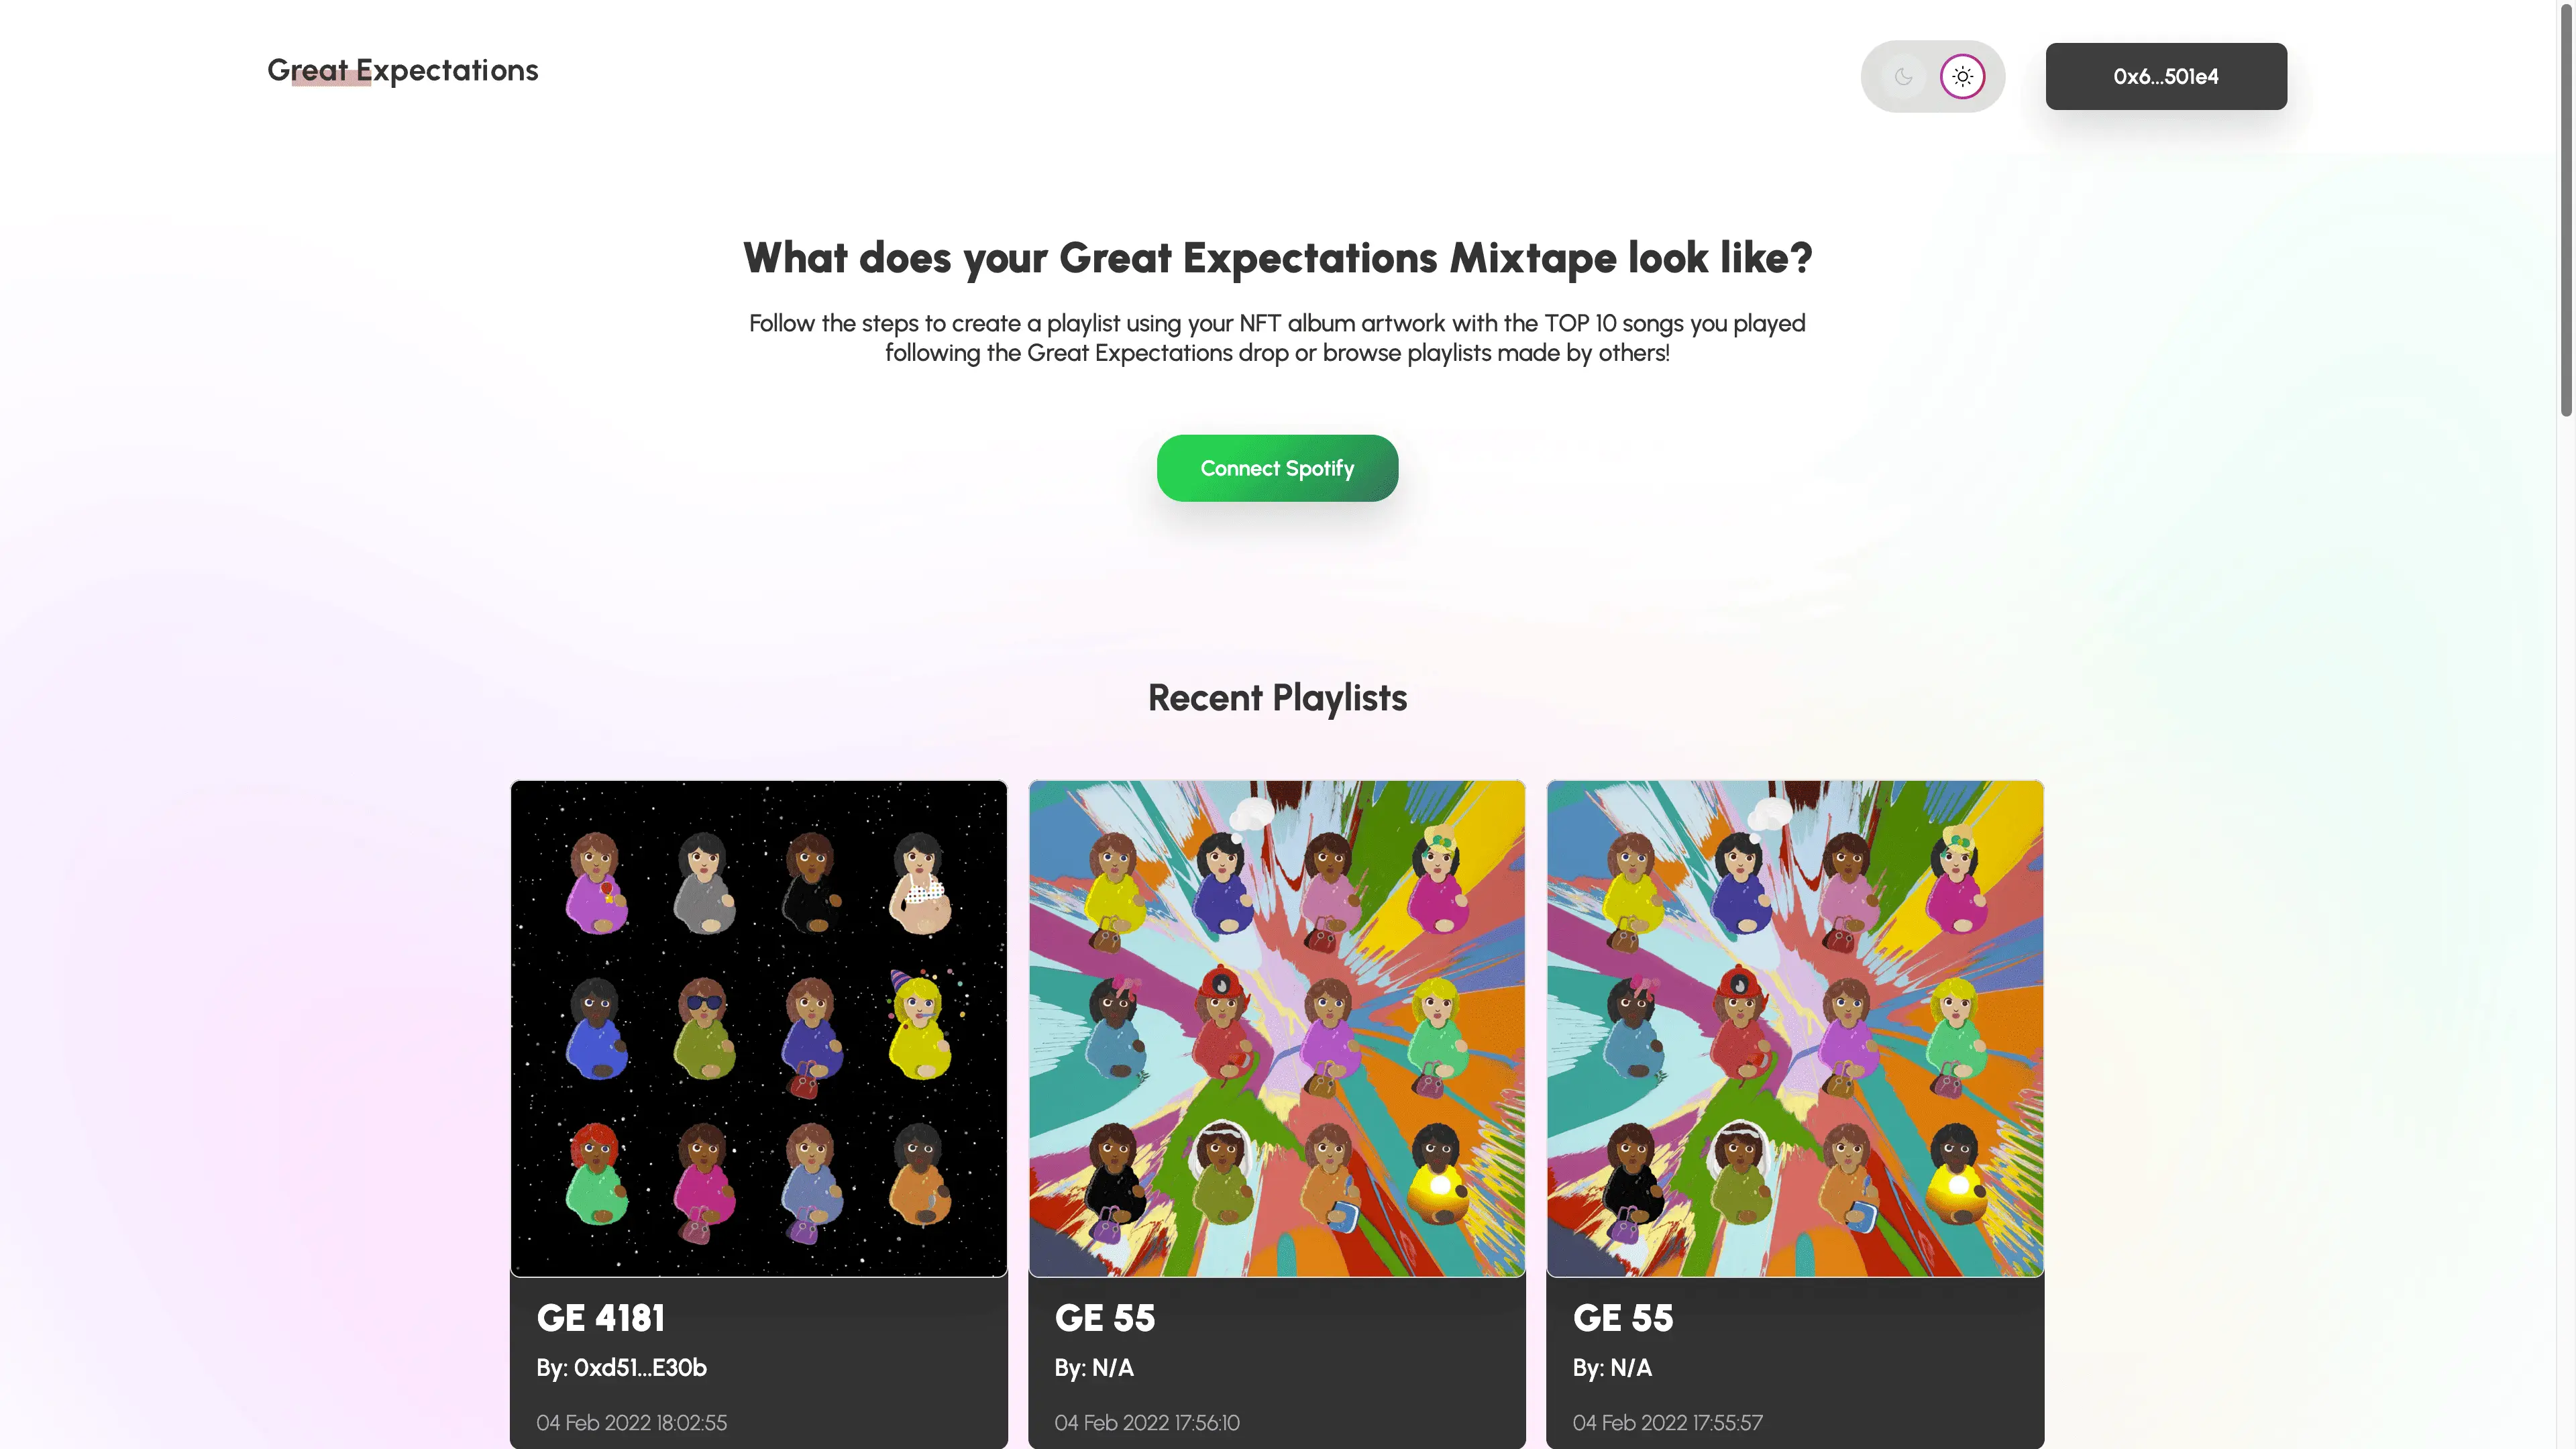 Great Expectations
0x6...501e4
What does your Great Expectations Mixtape look like?
Follow the steps to create a playlist using your NFT album artwork with the TOP 10 songs you played
following the Great Expectations drop or browse playlists made by others!
Connect Spotify
Recent Playlists
GE 4181
By: 0xd51...E30b
04 Feb 2022 18:02:55
GE 55
By: N/A
04 Feb 2022 17:56:10
GE 55
By: N/A
04 Feb 2022 17:55:57